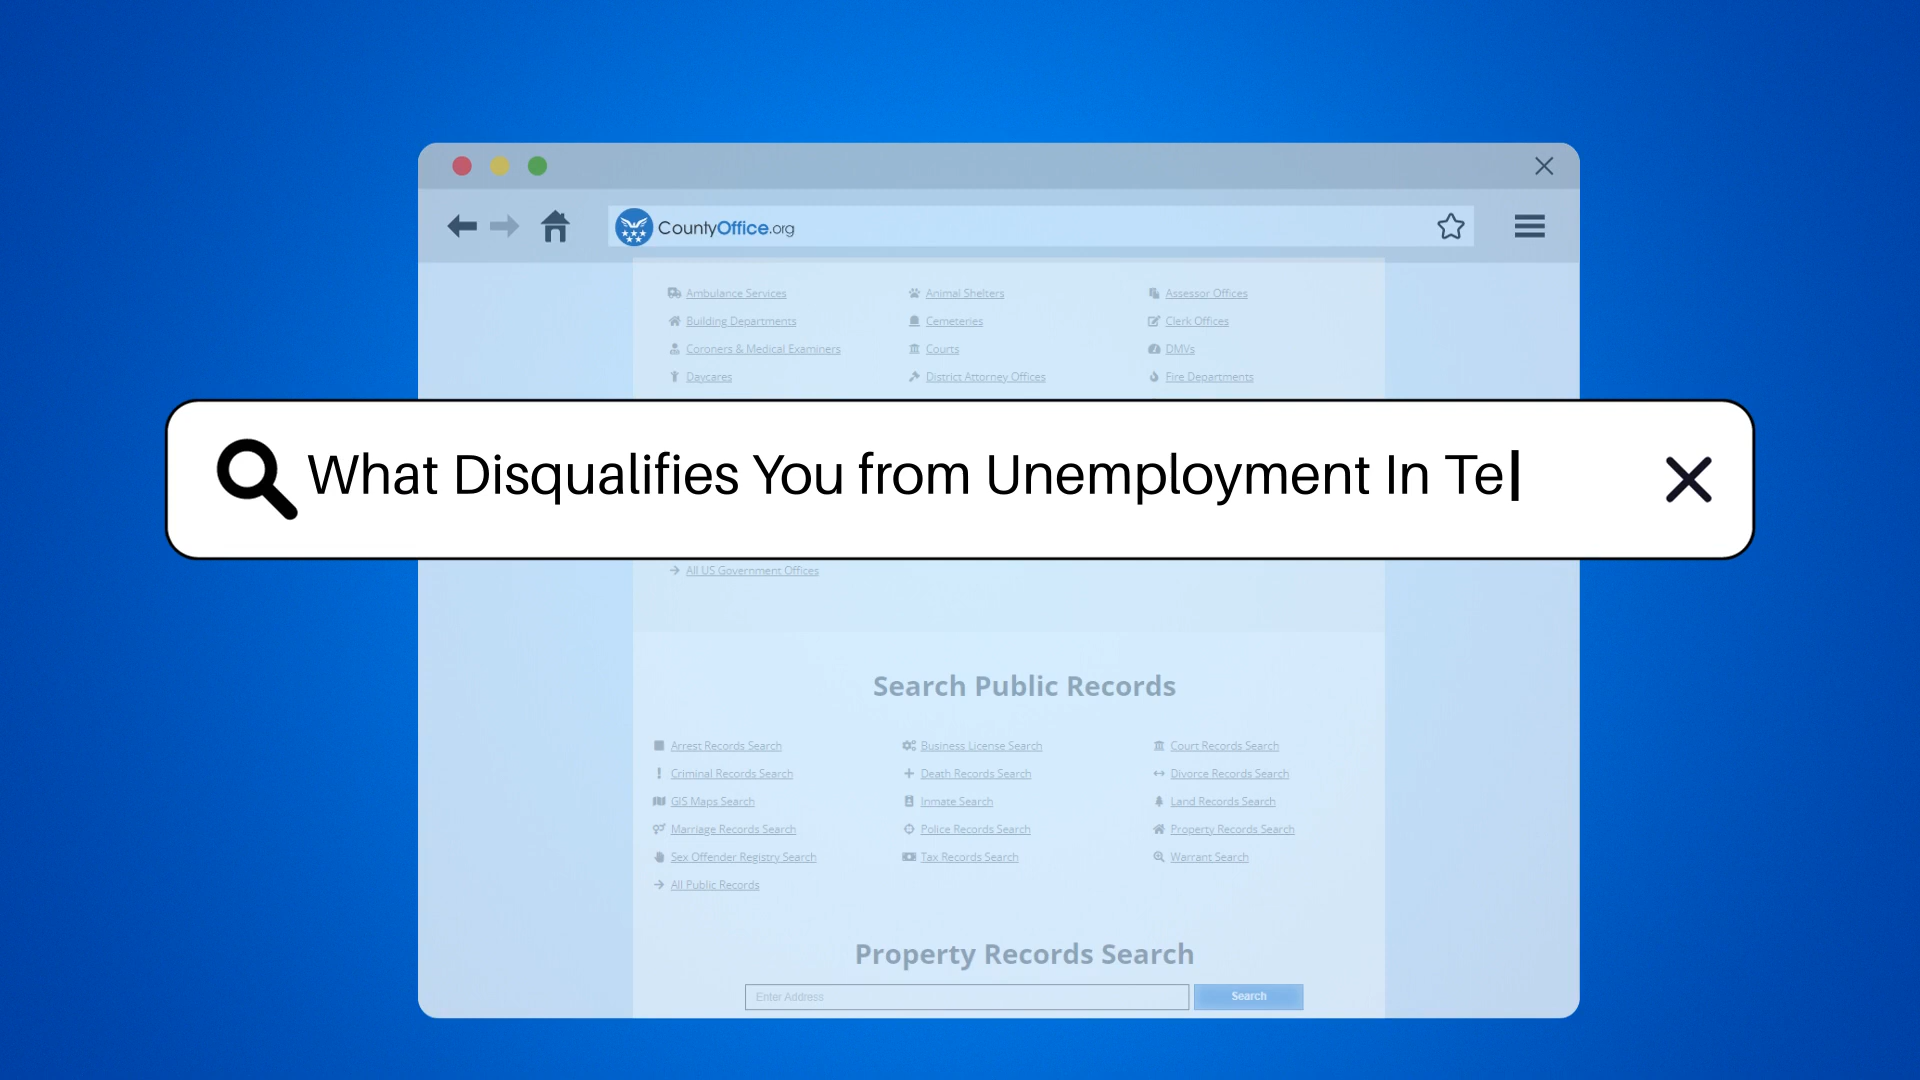 CountyOffice.org
Ambulance Services Animal Shelters Assessor Offices
Building Departments Cemeteries Clerk Offices
Coroners & Medical Examiners Courts DMVs
Daycares District Attorney Offices Fire Departments
What Disqualifies You from Unemployment In Te
All US Government Offices
Search Public Records
Arrest Records Search Business License Search Court Records Search
Criminal Records Search Death Records Search Divorce Records Search
GIS Maps Search Inmate Search Land Records Search
Marriage Records Search Police Records Search Property Records Search
Sex Offender Registry Search Tax Records Search Warrant Search
All Public Records
Property Records Search
Enter Address Search